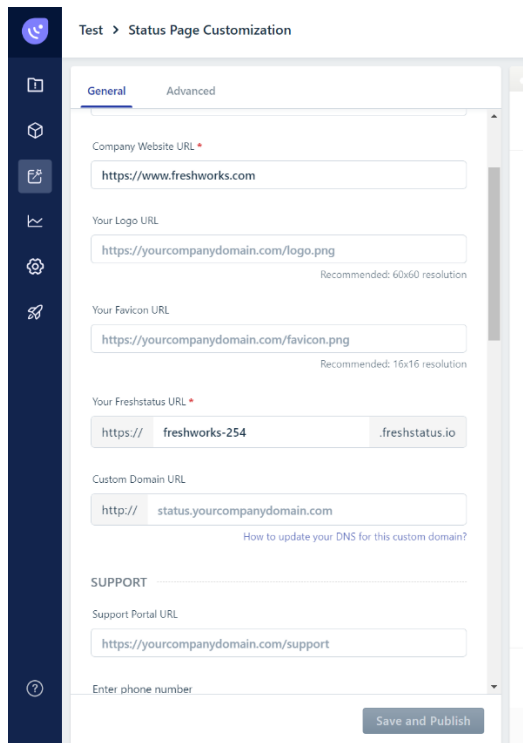 Test > Status Page Customization
General Advanced
Company Website URL *
https://www.freshworks.com
Your Logo URL
https://yourcompanydomain.com/logo.png
Recommended: 60x60 resolution
Your Favicon URL
https://yourcompanydomain.com/favicon.png
Recommended: 16x16 resolution
Your Freshstatus URL *
https:// freshworks-254 .freshstatus.io
Custom Domain URL
http:// status.yourcompanydomain.com
How to update your DNS for this custom domain?
SUPPORT
Support Portal URL
https://yourcompanydomain.com/support
Enter phone number
Save and Publish